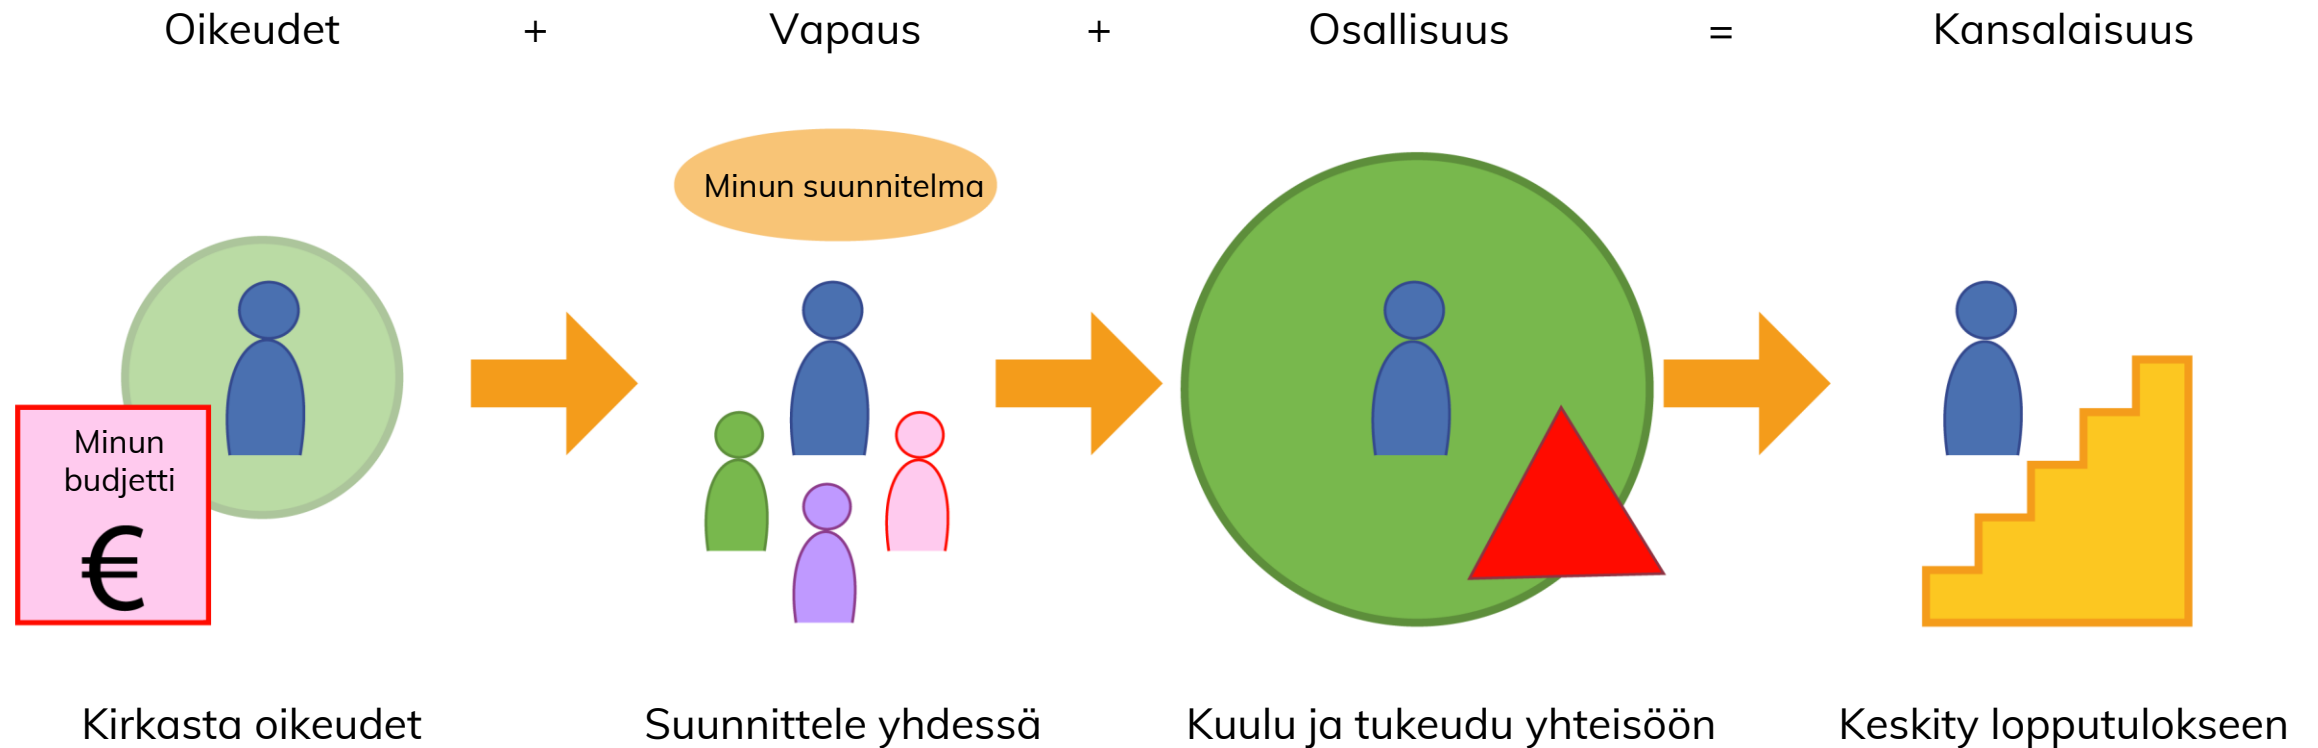 Oikeudet + Vapaus + Osallisuus = Kansalaisuus
Minun suunnitelma
Minun
budjetti
€
Kirkasta oikeudet
Suunnittele yhdessä
Kuulu ja tukeudu yhteisöön
Keskity lopputulokseen